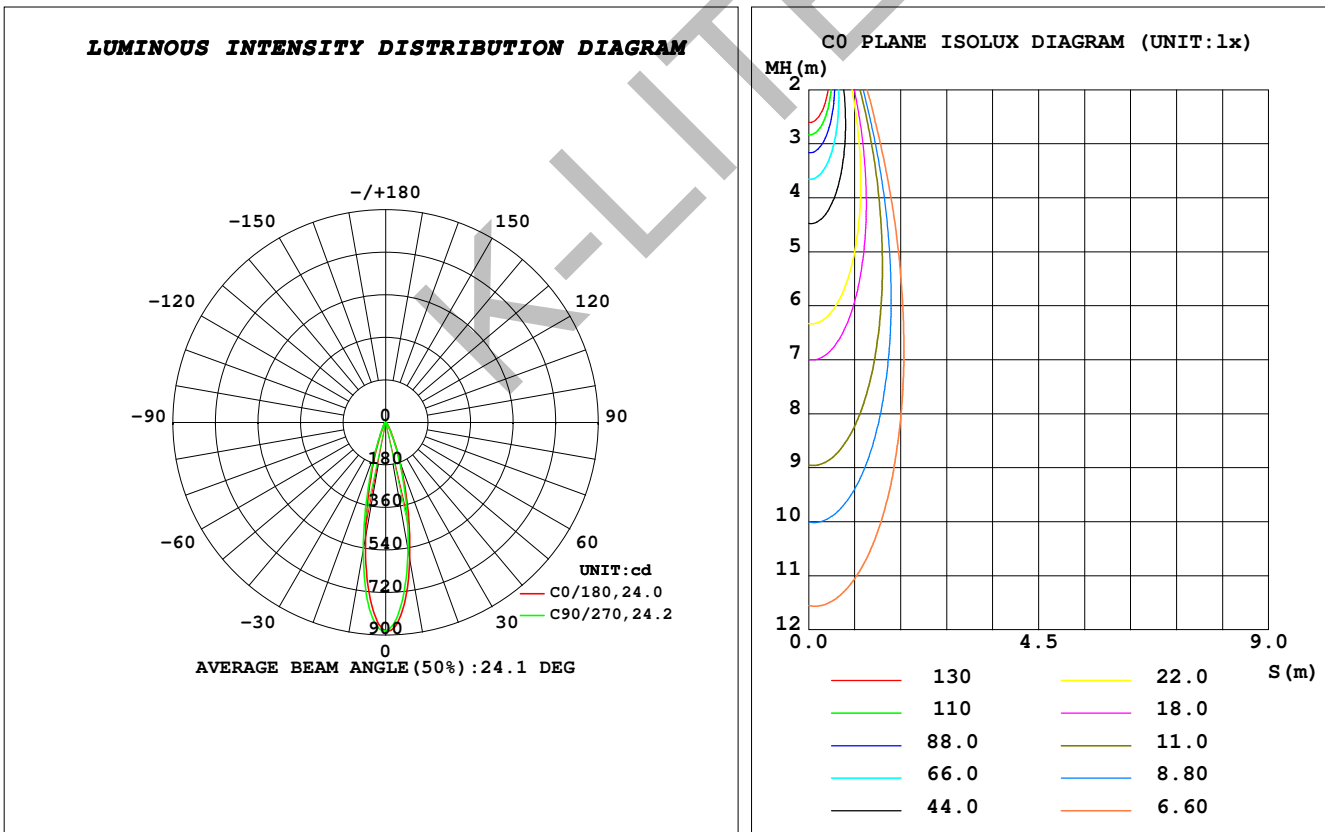 LUMINOUS INTENSITY DISTRIBUTION DIAGRAM
-/+180
-150 150
-120 120
-90 90
-60 60
-30 30
0
180
360
540
720
900
0
UNIT:cd
C0/180,24.0
C90/270,24.2
AVERAGE BEAM ANGLE(50%):24.1 DEG
K-LITE
C0 PLANE ISOLUX DIAGRAM (UNIT:lx)
MH(m)
2
3
4
5
6
7
8
9
10
11
12
0.0 4.5 9.0
S(m)
130 22.0
110 18.0
88.0 11.0
66.0 8.80
44.0 6.60